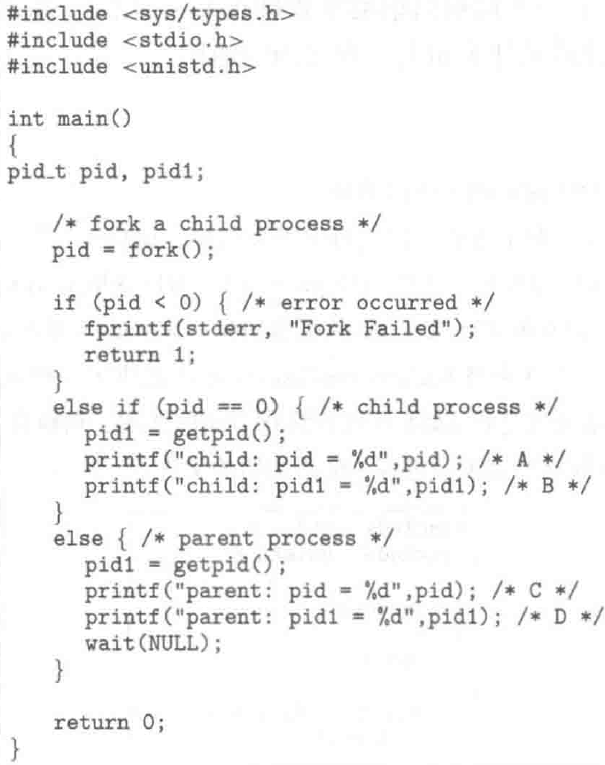 #include <sys/types.h>
#include <stdio.h>
#include <unistd.h>

int main()
{
pid_t pid, pid1;

    /* fork a child process */
    pid = fork();

    if (pid < 0) { /* error occurred */
       fprintf(stderr, "Fork Failed");
       return 1;
    }
    else if (pid == 0) { /* child process */
       pid1 = getpid();
       printf("child: pid = %d",pid); /* A */
       printf("child: pid1 = %d",pid1); /* B */
    }
    else { /* parent process */
       pid1 = getpid();
       printf("parent: pid = %d",pid); /* C */
       printf("parent: pid1 = %d",pid1); /* D */
       wait(NULL);
    }

    return 0;
}